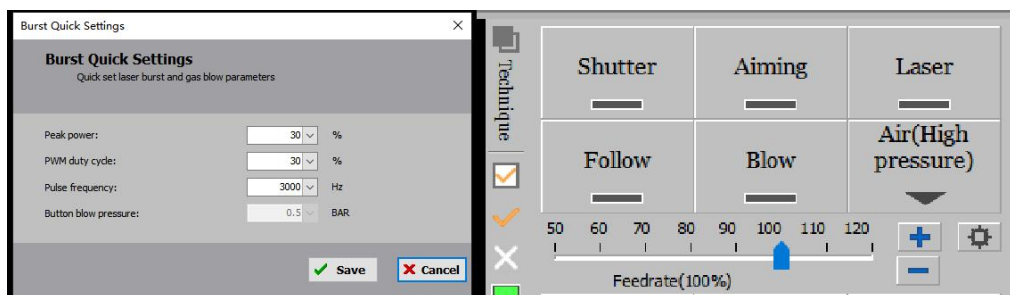 Burst Quick Settings
Burst Quick Settings
Quick set laser burst and gas blow parameters
Peak power: 30 %
PWM duty cycle: 30 %
Pulse frequency: 3000 Hz
Button blow pressure: 0.5 BAR
Save Cancel
Technique
Shutter Aiming Laser
Follow Blow Air(High
pressure)
50 60 70 80 90 100 110 120
Feedrate(100%)